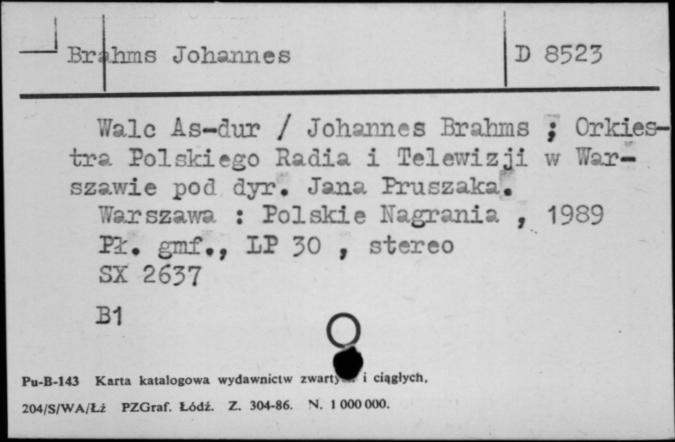 Brahms Johannes D 8523
Walc As-dur / Johannes Brahms ; Orkies-
tra Polskiego Radia i Telewizji w War-
szawie pod dyr. Jana Pruszaka.
Warszawa : Polskie Nagrania , 1989
Pł. gmf., LP 30 , stereo
SX 2637
B1
Pu-B-143 Karta katalogowa wydawnictw i ciągłych,
204/S/WA/Łż PZGraf. Łódź. Z. 304-86. N. 1 000 000.